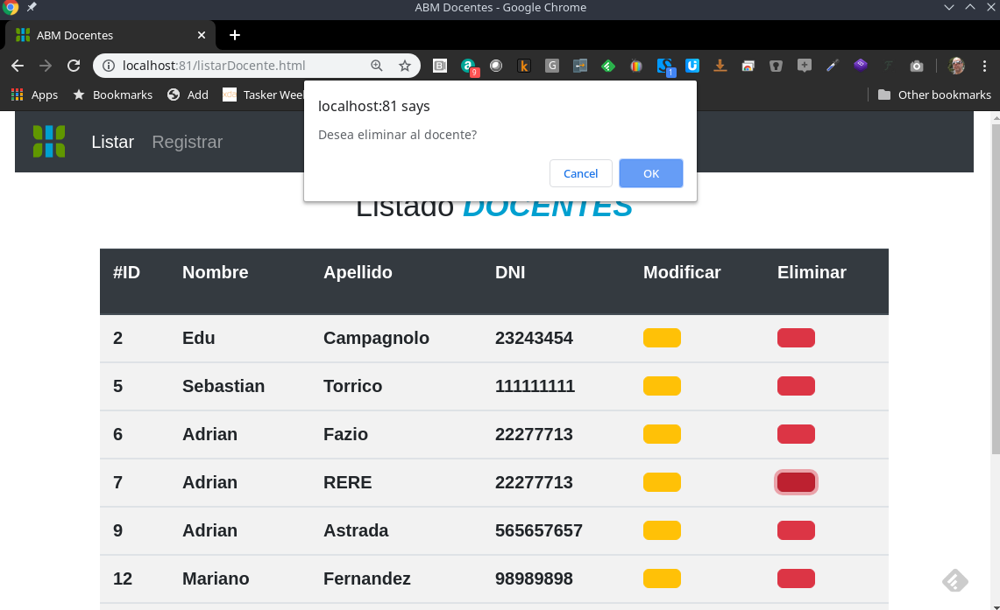 ABM Docentes - Google Chrome
ABM Docentes
localhost:81/listarDocente.html
B
a
9
k
G
S
1
U
Apps Bookmarks Add xda Tasker Weel Other bookmarks
localhost:81 says
Desea eliminar al docente?
Cancel OK
Listar Registrar
Listado DOCENTES
#ID Nombre Apellido DNI Modificar Eliminar
2 Edu Campagnolo 23243454
5 Sebastian Torrico 111111111
6 Adrian Fazio 22277713
7 Adrian RERE 22277713
9 Adrian Astrada 565657657
12 Mariano Fernandez 98989898